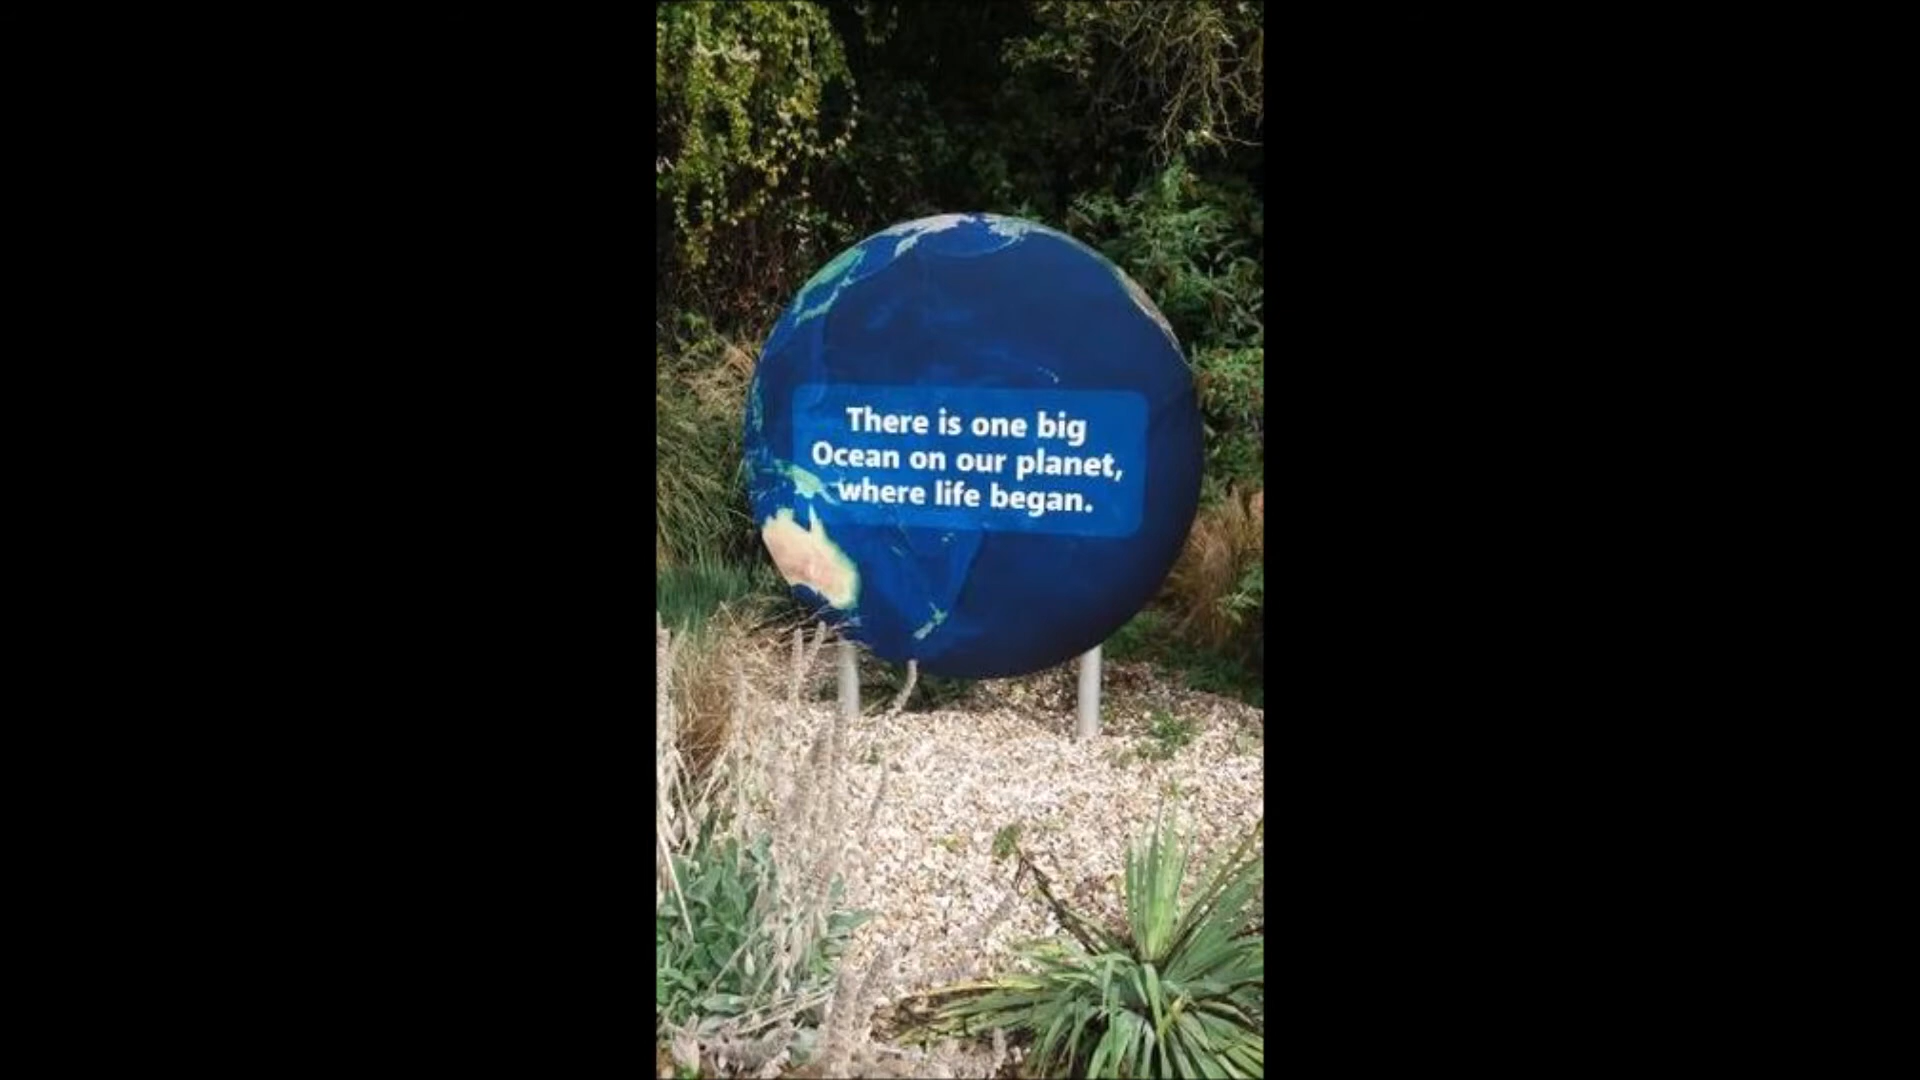 There is one big
Ocean on our planet,
where life began.